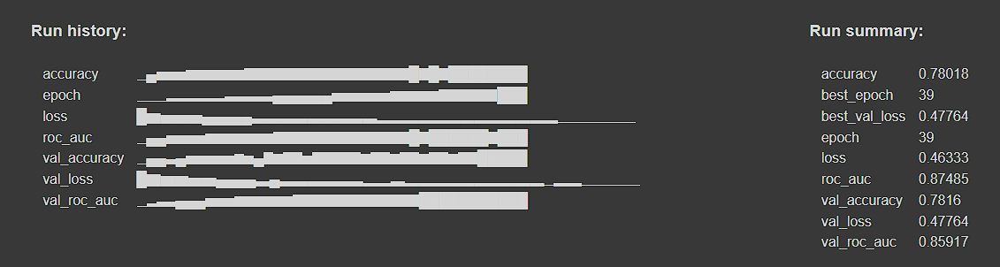 Run history:
Run summary:
accuracy
epoch
loss
roc_auc
val_accuracy
val_loss
val_roc_auc
accuracy 0.78018
best_epoch 39
best_val_loss 0.47764
epoch 39
loss 0.46333
roc_auc 0.87485
val_accuracy 0.7816
val_loss 0.47764
val_roc_auc 0.85917